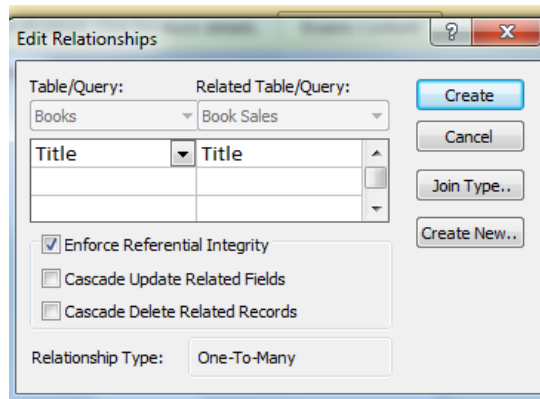 Edit Relationships
?
X
Table/Query:
Related Table/Query:
Books
Book Sales
Title
Title
Enforce Referential Integrity
Cascade Update Related Fields
Cascade Delete Related Records
Relationship Type:
One-To-Many
Create
Cancel
Join Type..
Create New..